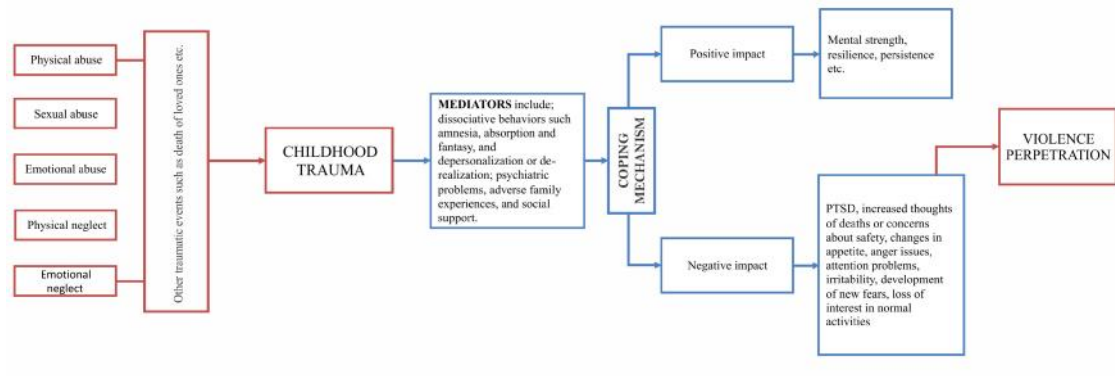 Physical abuse
Sexual abuse
Emotional abuse
Physical neglect
Emotional
neglect
Other traumatic events such as death of loved ones etc.
CHILDHOOD
TRAUMA
MEDIATORS include;
dissociative behaviors such
amnesia, absorption and
fantasy, and
depersonalization or de-
realization; psychiatric
problems, adverse family
experiences, and social
support.
COPING
MECHANISM
Positive impact
Mental strength,
resilience, persistence
etc.
Negative impact
PTSD, increased thoughts
of deaths or concerns
about safety, changes in
appetite, anger issues,
attention problems,
irritability, development
of new fears, loss of
interest in normal
activities
VIOLENCE
PERPETRATION